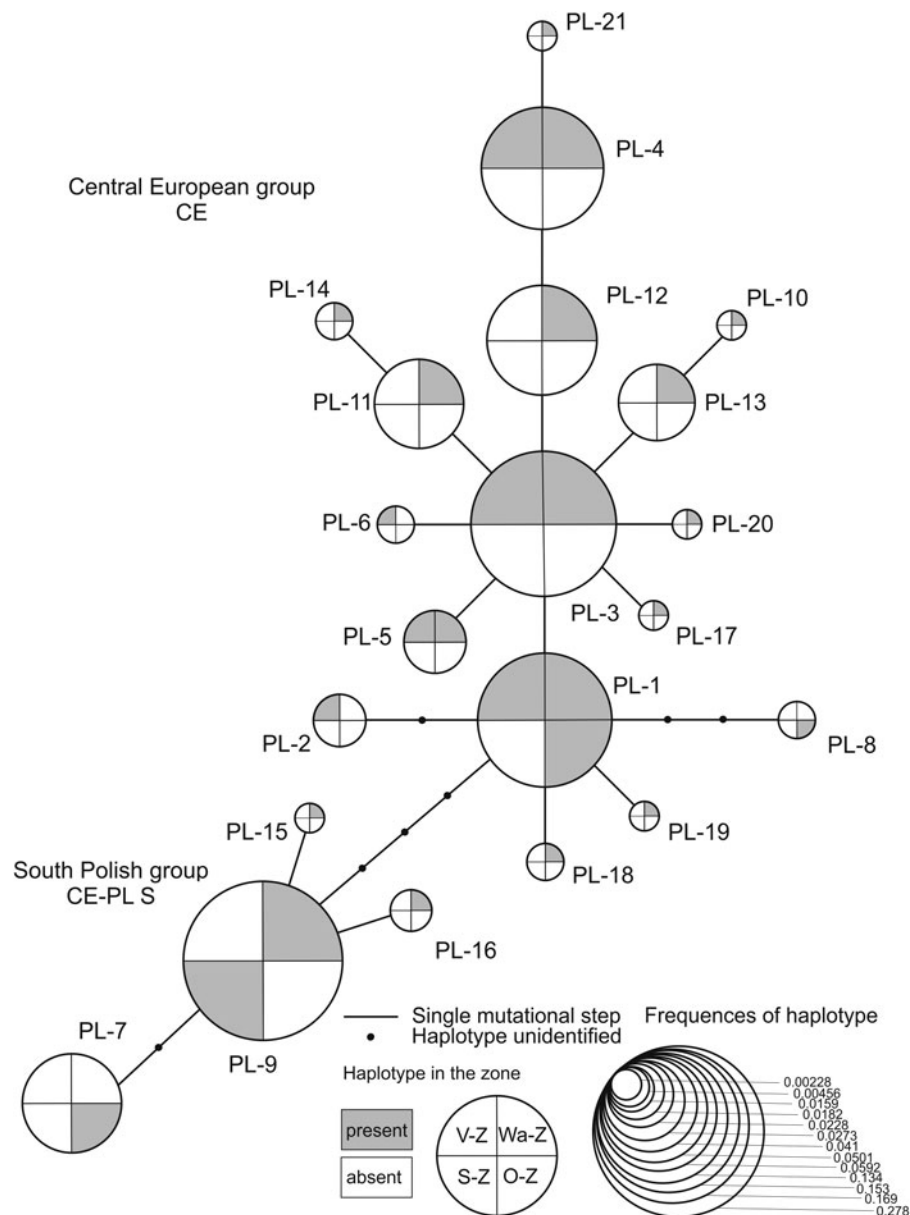 PL-21
PL-4
Central European group
CE
PL-14
PL-12
PL-10
PL-11
PL-13
PL-6
PL-20
PL-3
PL-17
PL-5
PL-1
PL-2
PL-8
PL-15
PL-19
PL-18
South Polish group
CE-PL S
PL-16
PL-7
PL-9
Single mutational step
Haplotype unidentified
Frequences of haplotype
Haplotype in the zone
present
absent
V-Z Wa-Z
S-Z O-Z
0.00228
0.00456
0.0159
0.0182
0.0228
0.0273
0.041
0.0501
0.0592
0.134
0.153
0.169
0.278